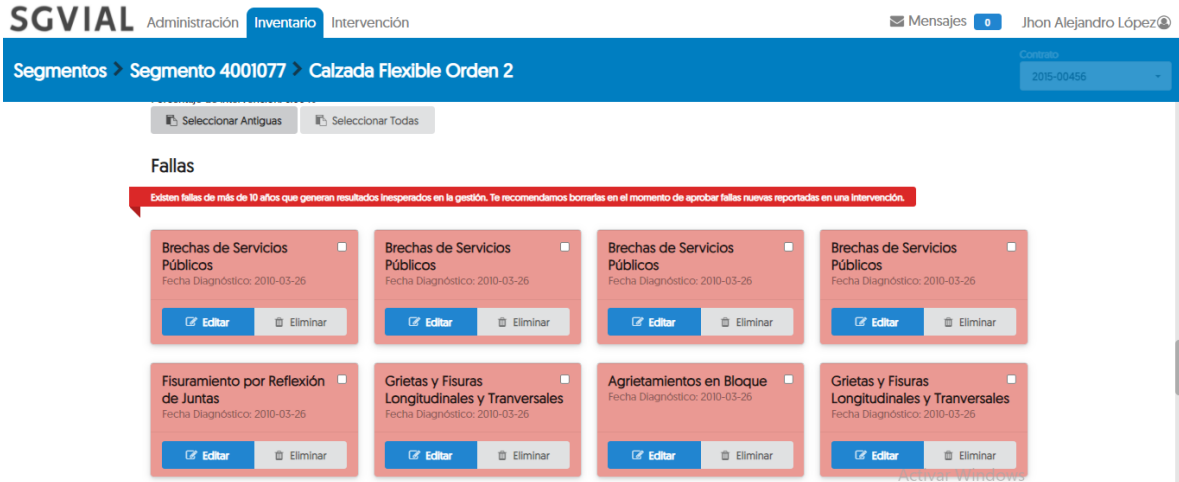 SGVIAL Administración Inventario Intervención Mensajes 0 Jhon Alejandro López
Contrato
Segmentos > Segmento 4001077 > Calzada Flexible Orden 2 2015-00456
Seleccionar Antiguas Seleccionar Todas
Fallas
Existen fallas de más de 10 años que generan resultados inesperados en la gestión. Te recomendamos borrarlas en el momento de aprobar fallas nuevas reportadas en una intervención.
Brechas de Servicios
Públicos
Fecha Diagnóstico: 2010-03-26
Editar Eliminar
Brechas de Servicios
Públicos
Fecha Diagnóstico: 2010-03-26
Editar Eliminar
Brechas de Servicios
Públicos
Fecha Diagnóstico: 2010-03-26
Editar Eliminar
Brechas de Servicios
Públicos
Fecha Diagnóstico: 2010-03-26
Editar Eliminar
Fisuramiento por Reflexión
de Juntas
Fecha Diagnóstico: 2010-03-26
Editar Eliminar
Grietas y Fisuras
Longitudinales y Tranversales
Fecha Diagnóstico: 2010-03-26
Editar Eliminar
Agrietamientos en Bloque
Fecha Diagnóstico: 2010-03-26
Editar Eliminar
Grietas y Fisuras
Longitudinales y Tranversales
Fecha Diagnóstico: 2010-03-26
Editar Eliminar
Activar Windows